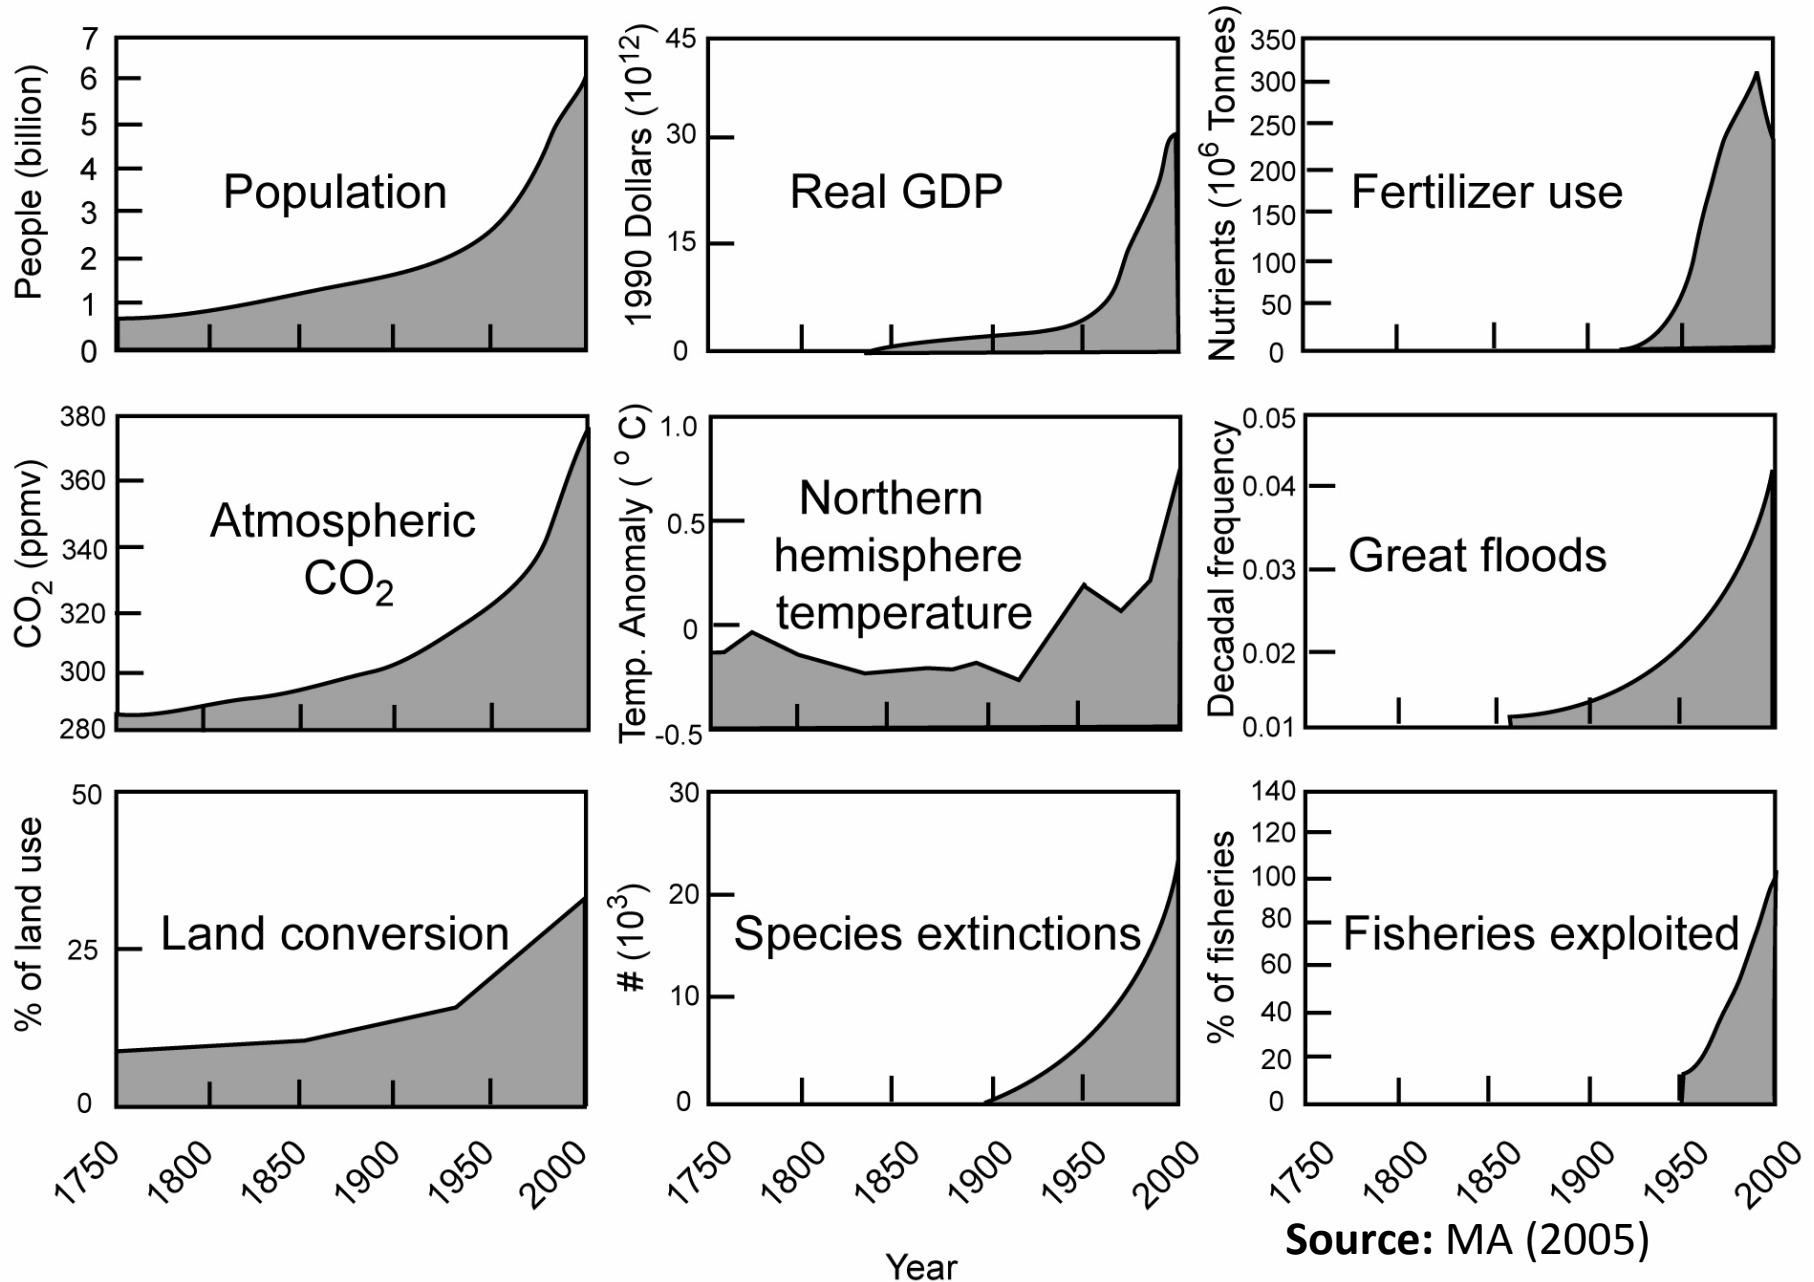 People (billion)
7
6
5
4
3
2
1
0
Population
1990 Dollars (10¹²)
45
30
15
0
Real GDP
Nutrients (10⁶ Tonnes)
350
300
250
200
150
100
50
0
Fertilizer use
CO₂ (ppmv)
380
360
340
320
300
280
Atmospheric
CO₂
Temp. Anomaly (° C)
1.0
0.5
0
-0.5
Northern
hemisphere
temperature
Decadal frequency
0.05
0.04
0.03
0.02
0.01
Great floods
% of land use
50
25
0
Land conversion
# (10³)
30
20
10
0
Species extinctions
% of fisheries
140
120
100
80
60
40
20
0
Fisheries exploited
1750 1800 1850 1900 1950 2000
1750 1800 1850 1900 1950 2000
1750 1800 1850 1900 1950 2000
Source: MA (2005)
Year